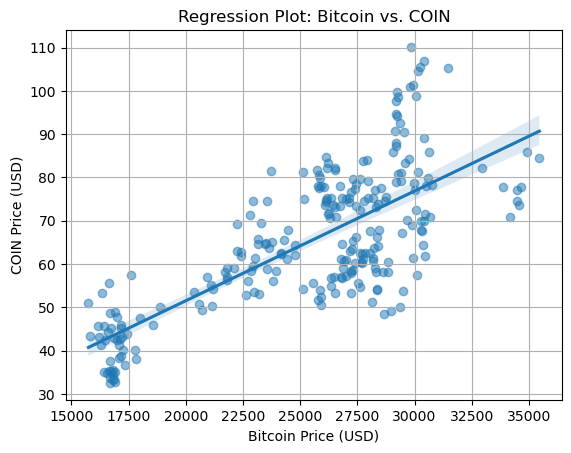 Regression Plot: Bitcoin vs. COIN
110
100
90
80
70
60
50
40
30
COIN Price (USD)
15000 17500 20000 22500 25000 27500 30000 32500 35000
Bitcoin Price (USD)